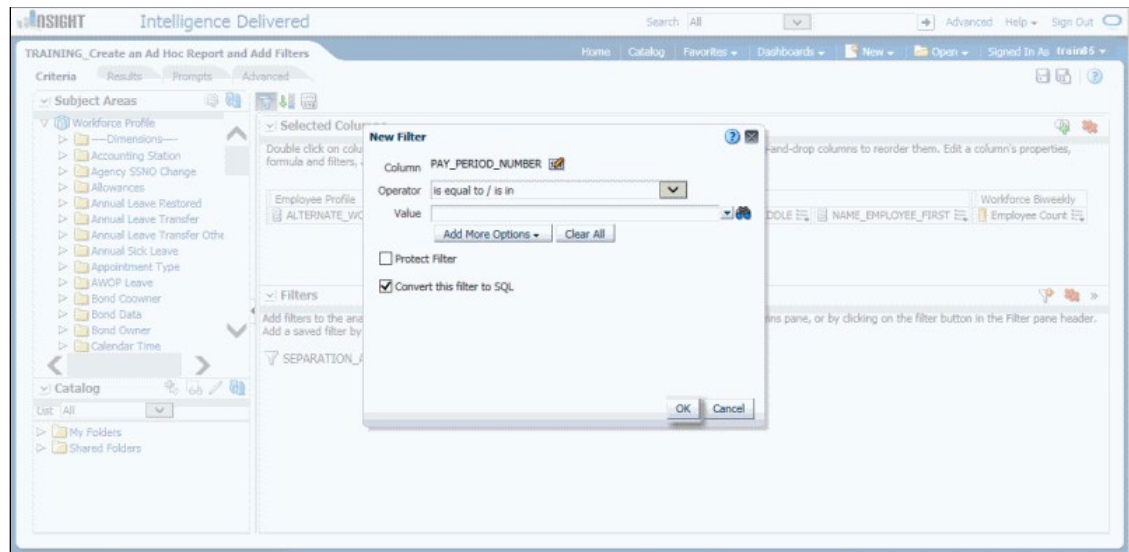 INSIGHT Intelligence Delivered Search All Advanced Help Sign Out
TRAINING_Create an Ad Hoc Report and Add Filters Home Catalog Favorites Dashboards New Open Signed In As train85
Criteria Results Prompts Advanced
Subject Areas
Workforce Profile
----Dimensions----
Accounting Station
Agency SSNO Change
Allowances
Annual Leave Restored
Annual Leave Transfer
Annual Leave Transfer Othe
Annual Sick Leave
Appointment Type
AWOP Leave
Bond Coowner
Bond Data
Bond Owner
Calendar Time
Catalog
List All
My Folders
Shared Folders
Selected Colu
Double click on colu
-and-drop columns to reorder them. Edit a column's properties,
formula and filters,
Employee Profile Workforce Biweekly
ALTERNATE_WO DDLE NAME_EMPLOYEE_FIRST Employee Count
Filters
Add filters to the ana
ns pane, or by clicking on the filter button in the Filter pane header.
Add a saved filter by
SEPARATION_A
New Filter
Column PAY_PERIOD_NUMBER
Operator is equal to / is in
Value
Add More Options Clear All
Protect Filter
Convert this filter to SQL
OK Cancel